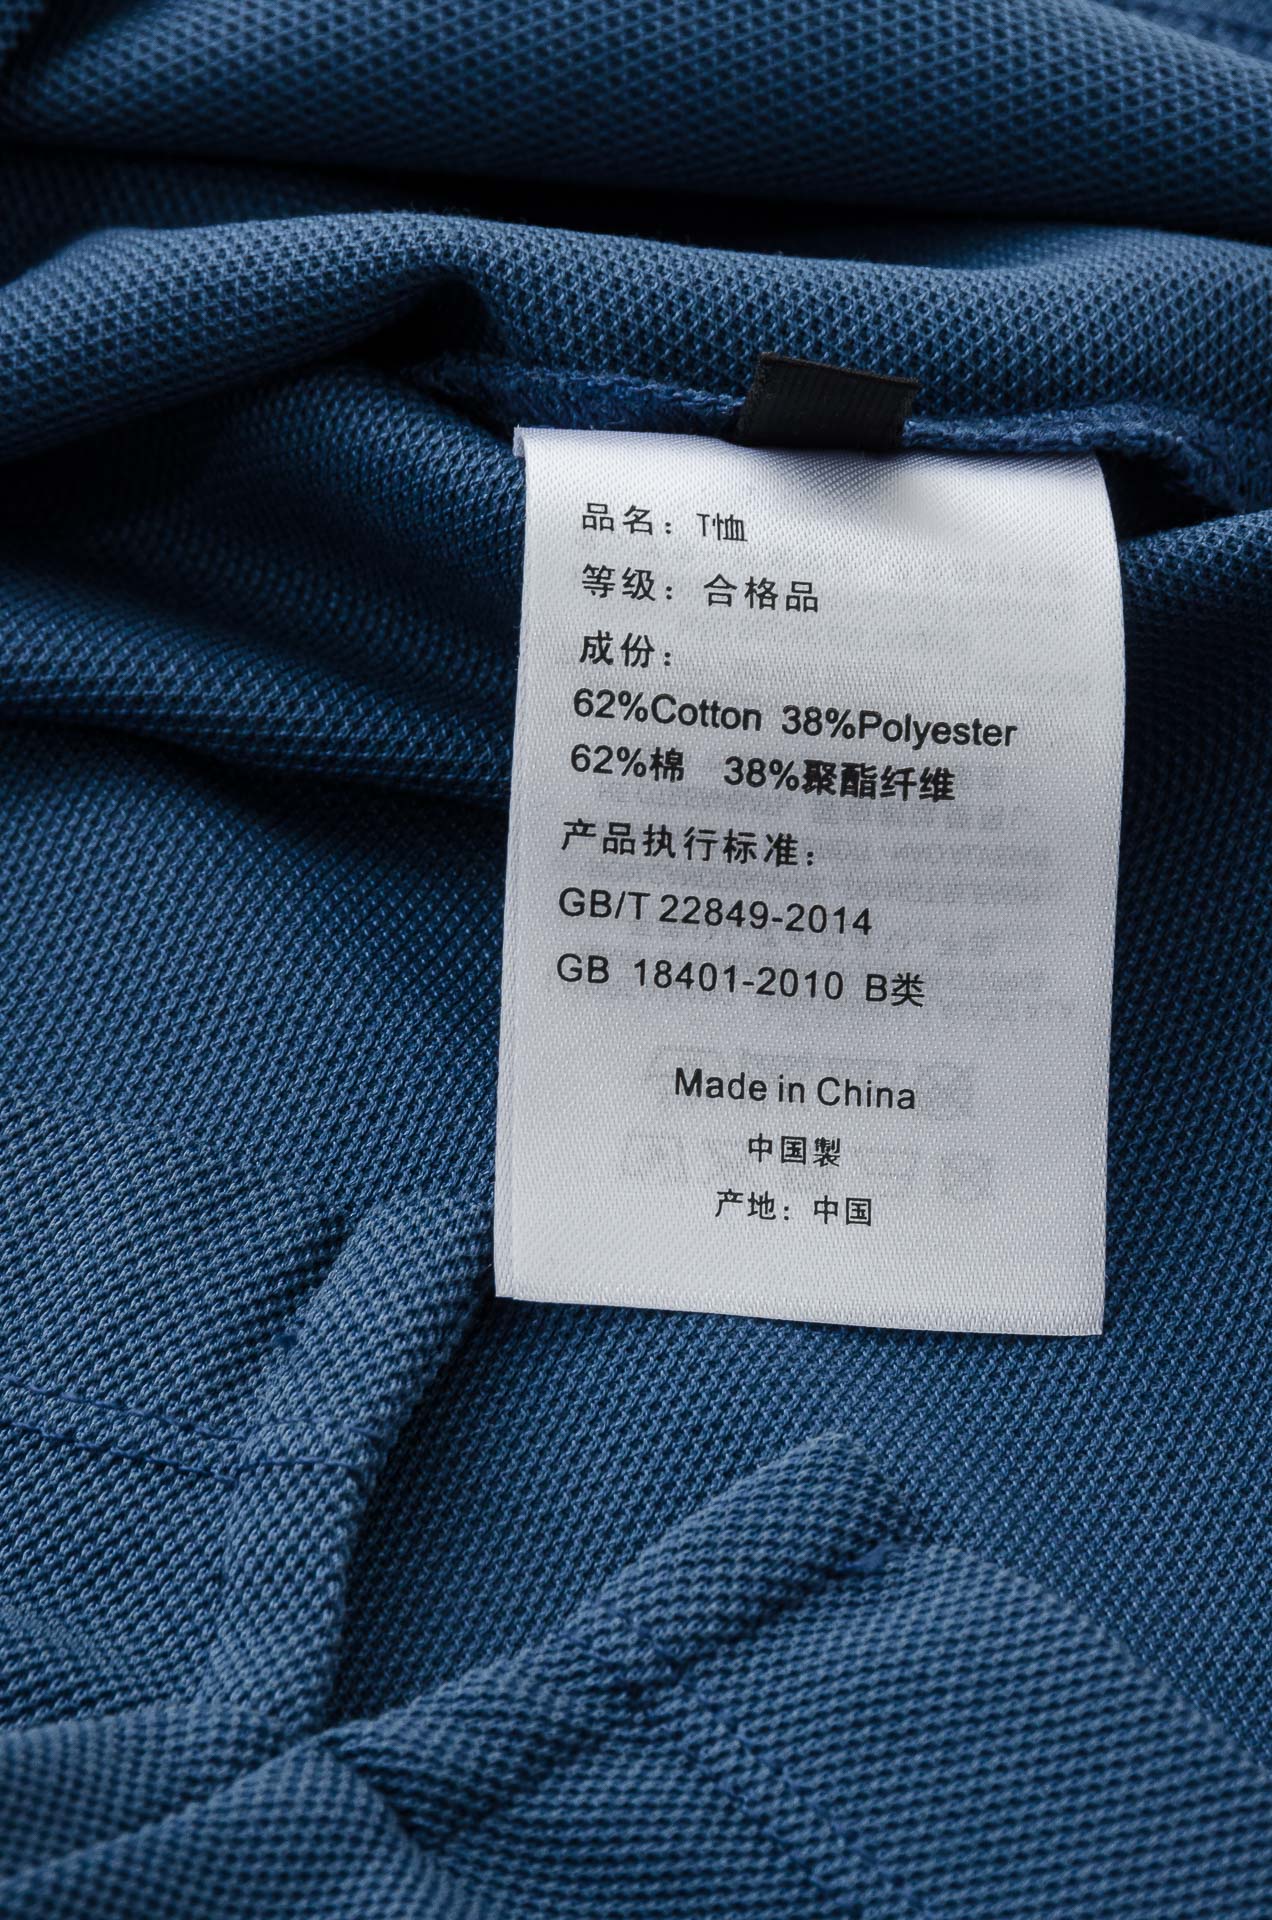 品名：T恤
等级：合格品
成份：
62%Cotton 38%Polyester
62%棉 38%聚酯纤维
产品执行标准：
GB/T 22849-2014
GB 18401-2010 B类
Made in China
中国製
产地：中国